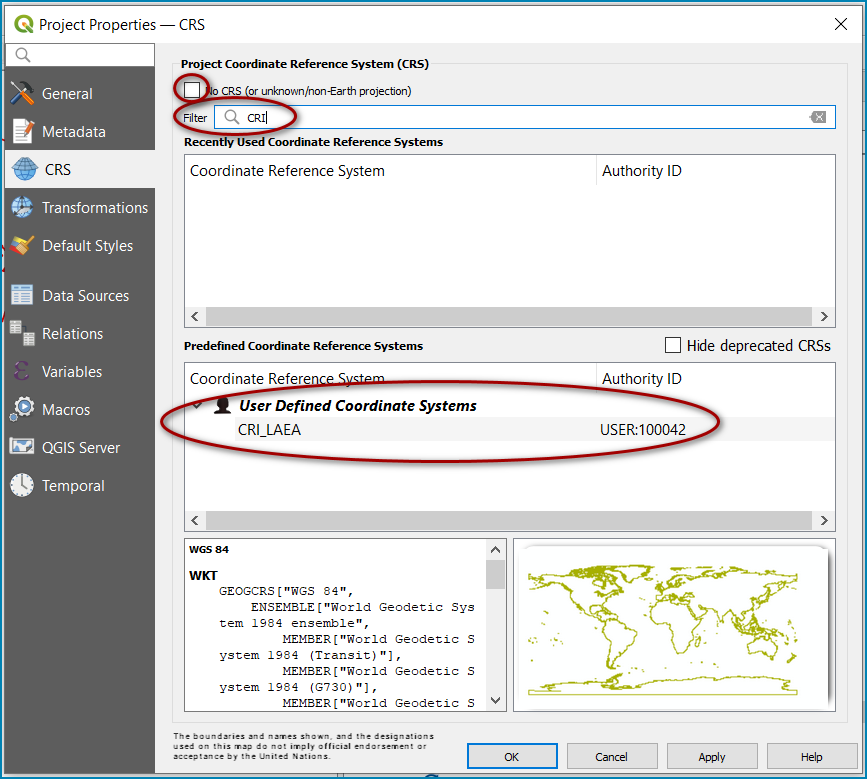 Project Properties — CRS
Project Coordinate Reference System (CRS)
No CRS (or unknown/non-Earth projection)
General
Filter CRI
Metadata
Recently Used Coordinate Reference Systems
CRS
Coordinate Reference System Authority ID
Transformations
Default Styles
Data Sources
Relations
Predefined Coordinate Reference Systems Hide deprecated CRSs
Variables
Coordinate Reference System Authority ID
Macros
User Defined Coordinate Systems
CRI_LAEA USER:100042
QGIS Server
Temporal
WGS 84
WKT
GEOGCRS["WGS 84",
ENSEMBLE["World Geodetic Sys
tem 1984 ensemble",
MEMBER["World Geodetic S
ystem 1984 (Transit)"],
MEMBER["World Geodetic S
ystem 1984 (G730)"],
MEMBER["World Geodetic S
The boundaries and names shown, and the designations
used on this map do not imply official endorsement or
acceptance by the United Nations.
OK Cancel Apply Help